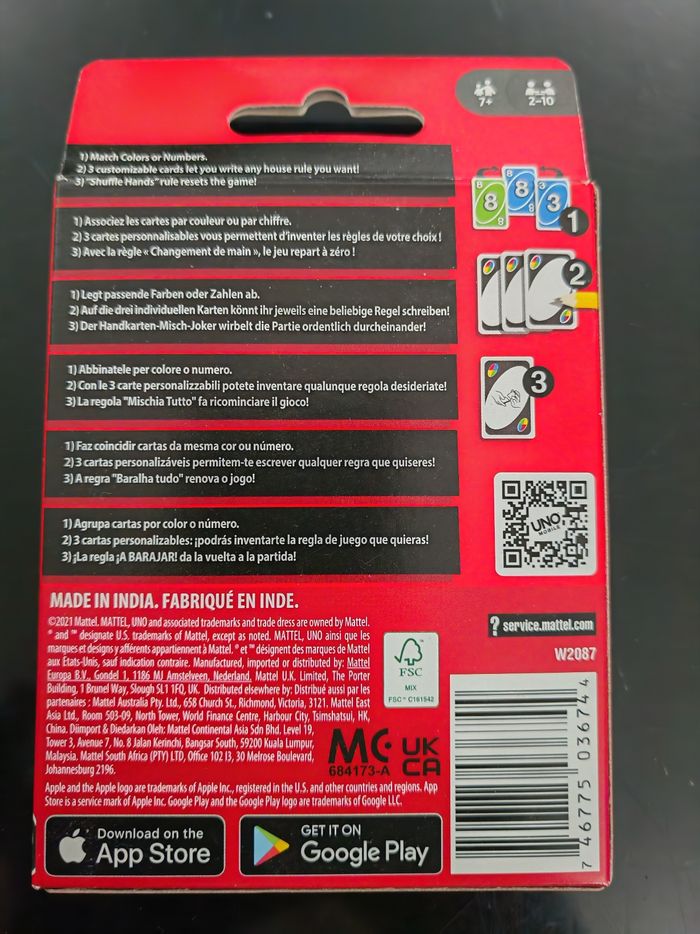 7+
2-10
1) Match Colors or Numbers.
2) 3 customizable cards let you write any house rule you want!
3) "Shuffle Hands" rule resets the game!
8
8
8
8
8
3
3
1
1) Associez les cartes par couleur ou par chiffre.
2) 3 cartes personnalisables vous permettent d'inventer les règles de votre choix !
3) Avec la règle « Changement de main », le jeu repart à zéro !
2
1) Legt passende Farben oder Zahlen ab.
2) Auf die drei individuellen Karten könnt ihr jeweils eine beliebige Regel schreiben!
3) Der Handkarten-Misch-Joker wirbelt die Partie ordentlich durcheinander!
3
1) Abbinatele per colore o numero.
2) Con le 3 carte personalizzabili potete inventare qualunque regola desideriate!
3) La regola "Mischia Tutto" fa ricominciare il gioco!
1) Faz coincidir cartas da mesma cor ou número.
2) 3 cartas personalizáveis permitem-te escrever qualquer regra que quiseres!
3) A regra "Baralha tudo" renova o jogo!
UNO
MOBILE
1) Agrupa cartas por color o número.
2) 3 cartas personalizables: ¡podrás inventarte la regla de juego que quieras!
3) ¡La regla ¡A BARAJAR! da la vuelta a la partida!
MADE IN INDIA. FABRIQUÉ EN INDE.
©2021 Mattel. MATTEL, UNO and associated trademarks and trade dress are owned by Mattel.
® and ™ designate U.S. trademarks of Mattel, except as noted. MATTEL, UNO ainsi que les
marques et designs y afférents appartiennent à Mattel. ® et ™ désignent des marques de Mattel
aux États-Unis, sauf indication contraire. Manufactured, imported or distributed by: Mattel
Europa B.V., Gondel 1, 1186 MJ Amstelveen, Nederland. Mattel U.K. Limited, The Porter
Building, 1 Brunel Way, Slough SL1 1FQ, UK. Distributed elsewhere by: Distribué aussi par les
partenaires : Mattel Australia Pty. Ltd., 658 Church St., Richmond, Victoria, 3121. Mattel East
Asia Ltd., Room 503-09, North Tower, World Finance Centre, Harbour City, Tsimshatsui, HK,
China. Diimport & Diedarkan Oleh: Mattel Continental Asia Sdn Bhd. Level 19,
Tower 3, Avenue 7, No. 8 Jalan Kerinchi, Bangsar South, 59200 Kuala Lumpur,
Malaysia. Mattel South Africa (PTY) LTD, Office 102 I3, 30 Melrose Boulevard,
Johannesburg 2196.
FSC
MIX
FSC® C161542
MC
684173-A
UK
CA
? service.mattel.com
W2087
Apple and the Apple logo are trademarks of Apple Inc., registered in the U.S. and other countries and regions. App
Store is a service mark of Apple Inc. Google Play and the Google Play logo are trademarks of Google LLC.
Download on the
App Store
GET IT ON
Google Play
7 46775 03674 4